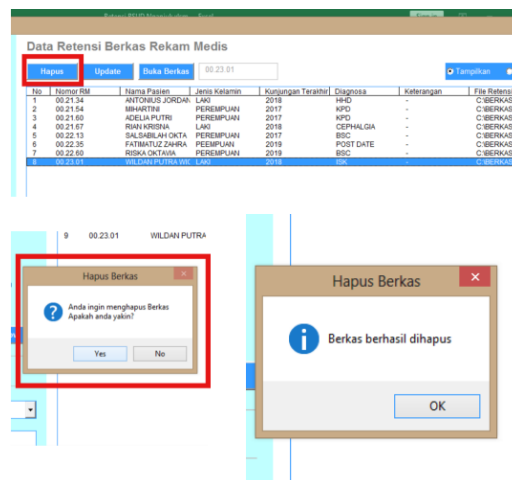 Data Retensi Berkas Rekam Medis
Hapus Update Buka Berkas 00.23.01 Tampilkan
No Nomor RM Nama Pasien Jenis Kelamin Kunjungan Terakhir Diagnosa Keterangan File Retensi
1 00.21.34 ANTONIUS JORDAN LAKI 2018 HHD - C:\BERKAS
2 00.21.54 MIHARTINI PEREMPUAN 2017 KPD - C:\BERKAS
3 00.21.60 ADELIA PUTRI PEREMPUAN 2017 KPD - C:\BERKAS
4 00.21.67 RIAN KRISNA LAKI 2018 CEPHALGIA - C:\BERKAS
5 00.22.13 SALSABILAH OKTA PEREMPUAN 2017 BSC - C:\BERKAS
6 00.22.35 FATIMATUZ ZAHRA PEEMPUAN 2019 POST DATE - C:\BERKAS
7 00.22.60 RISKA OKTAVIA PEREMPUAN 2019 BSC - C:\BERKAS
8 00.23.01 WILDAN PUTRA WIC LAKI 2018 ISK - C:\BERKAS
9 00.23.01 WILDAN PUTRA
Hapus Berkas
Anda ingin menghapus Berkas
Apakah anda yakin?
Yes No
Hapus Berkas
Berkas berhasil dihapus
OK